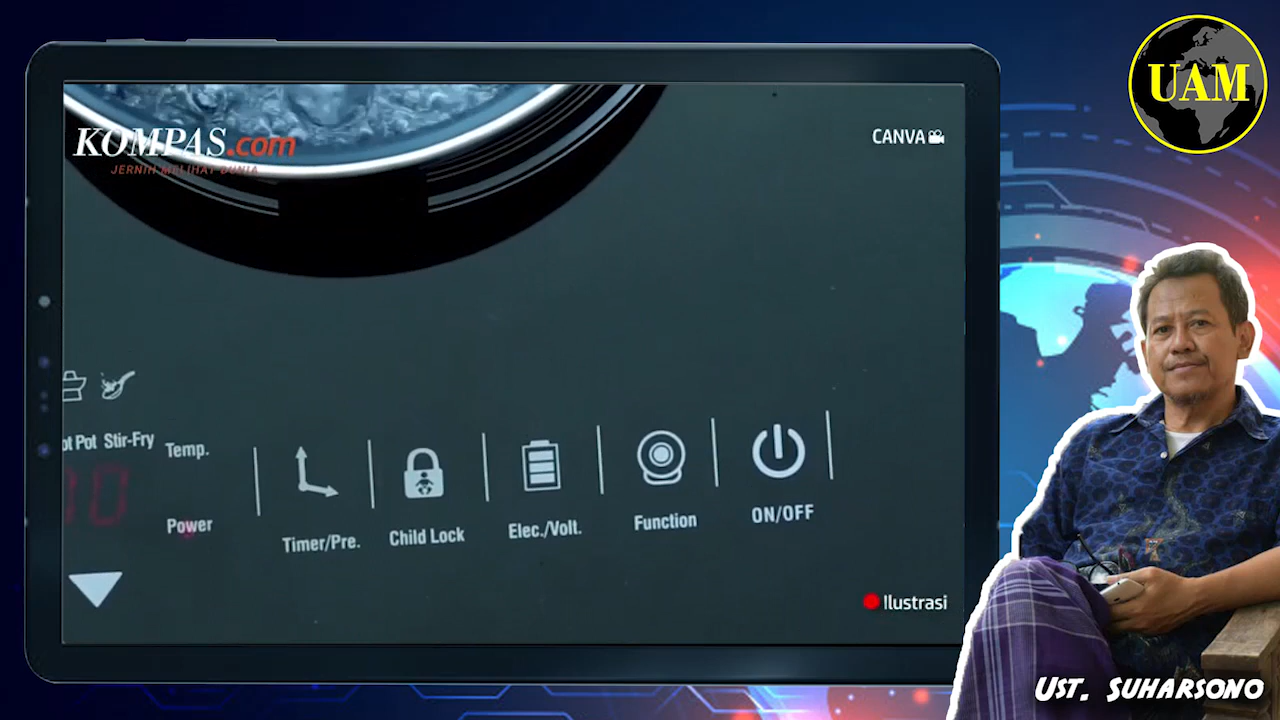 UAM
KOMPAS.com
JERNIH MELIHAT DUNIA
CANVA
Pot Stir-Fry
Temp.
Power
Timer/Pre.
Child Lock
Elec./Volt.
Function
ON/OFF
Ilustrasi
UST. SUHARSONO